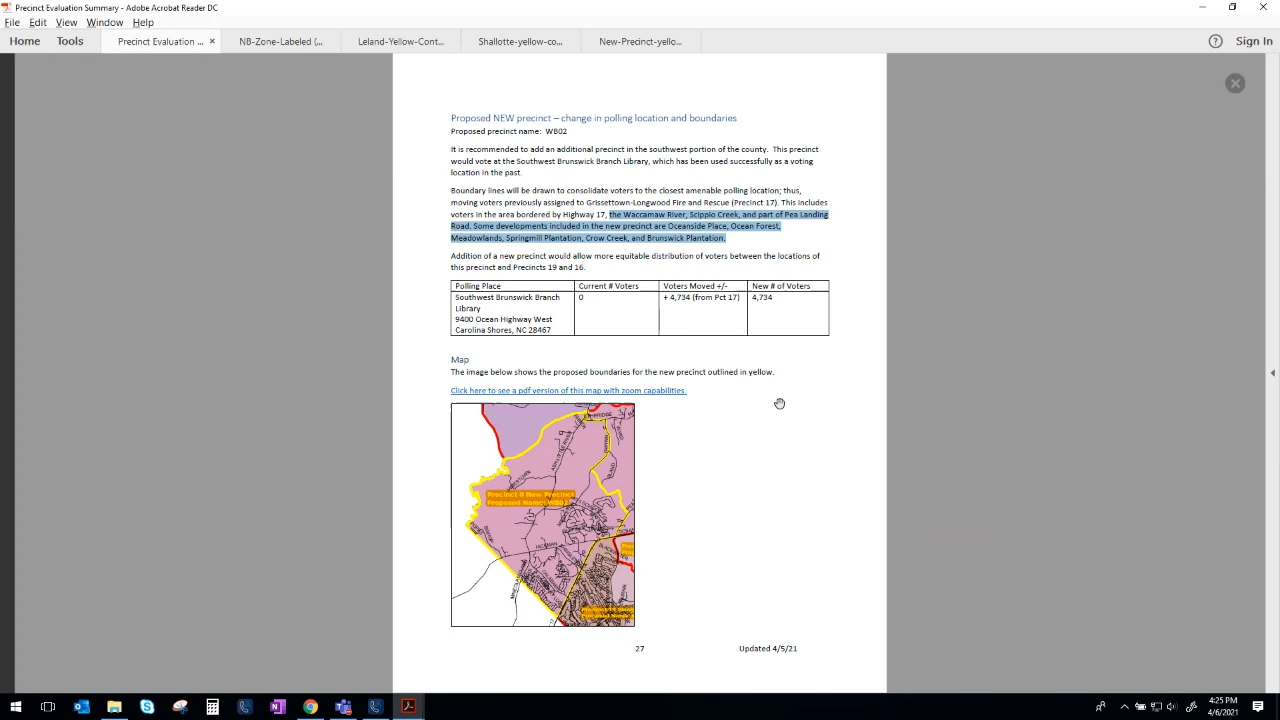 Precinct Evaluation Summary - Adobe Acrobat Reader DC
File Edit View Window Help
Home Tools Precinct Evaluation ... × NB-Zone-Labeled (... Leland-Yellow-Cont... Shallotte-yellow-co... New-Precinct-yello... Sign In
Proposed NEW precinct – change in polling location and boundaries
Proposed precinct name: WB02
It is recommended to add an additional precinct in the southwest portion of the county. This precinct
would vote at the Southwest Brunswick Branch Library, which has been used successfully as a voting
location in the past.
Boundary lines will be drawn to consolidate voters to the closest amenable polling location; thus,
moving voters previously assigned to Grissettown-Longwood Fire and Rescue (Precinct 17). This includes
voters in the area bordered by Highway 17, the Waccamaw River, Scippio Creek, and part of Pea Landing
Road. Some developments included in the new precinct are Oceanside Place, Ocean Forest,
Meadowlands, Springmill Plantation, Crow Creek, and Brunswick Plantation.
Addition of a new precinct would allow more equitable distribution of voters between the locations of
this precinct and Precincts 19 and 16.
Polling Place Current # Voters Voters Moved +/- New # of Voters
Southwest Brunswick Branch 0 + 4,734 (from Pct 17) 4,734
Library
9400 Ocean Highway West
Carolina Shores, NC 28467
Map
The image below shows the proposed boundaries for the new precinct outlined in yellow.
Click here to see a pdf version of this map with zoom capabilities.
Precinct 0 New Precinct
Proposed Name: WB02
HICKMAN
27 Updated 4/5/21
4:25 PM
4/6/2021